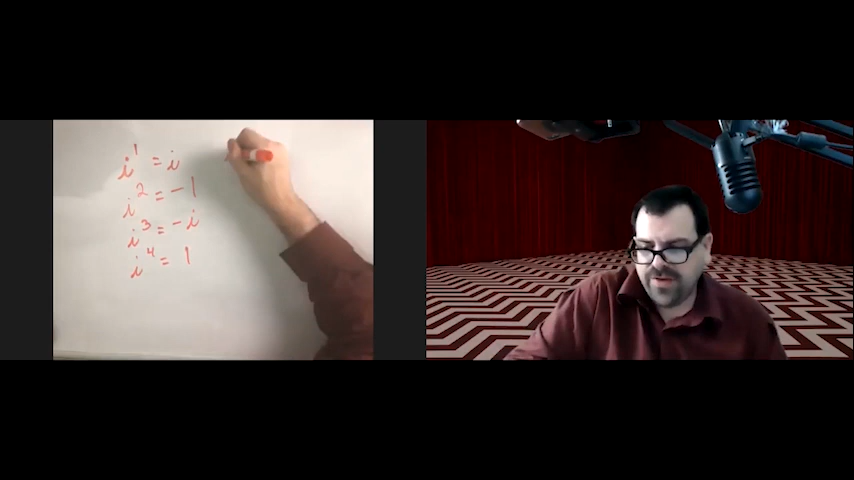 i¹ = i
i² = -1
i³ = -i
i⁴ = 1